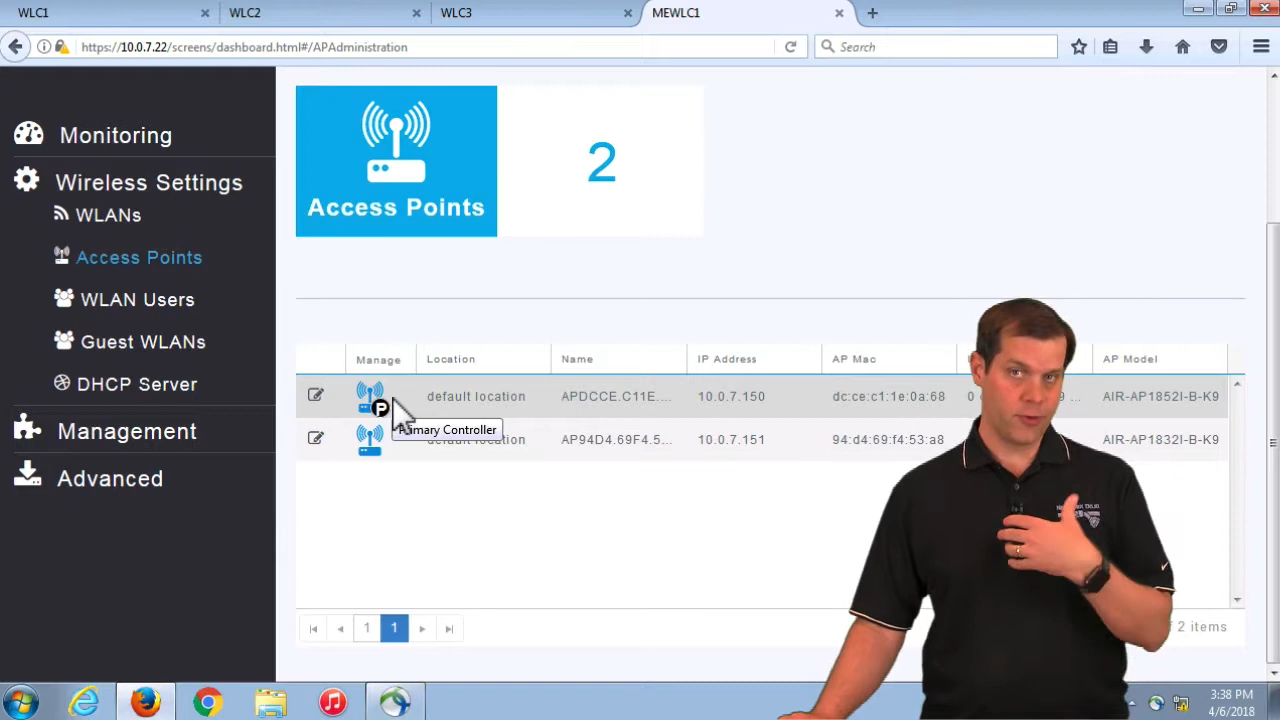 WLC1
WLC2
WLC3
MEWLC1
https://10.0.7.22/screens/dashboard.html#/APAdministration
Search
Monitoring
Wireless Settings
WLANs
Access Points
WLAN Users
Guest WLANs
DHCP Server
Management
Advanced
Access Points
2
Manage Location Name IP Address AP Mac AP Model
default location APDCCE.C11E.... 10.0.7.150 dc:ce:c1:1e:0a:68 AIR-AP1852I-B-K9
P
Primary Controller
default location AP94D4.69F4.5... 10.0.7.151 94:d4:69:f4:53:a8 AIR-AP1832I-B-K9
1 1
2 items
3:38 PM
4/6/2018